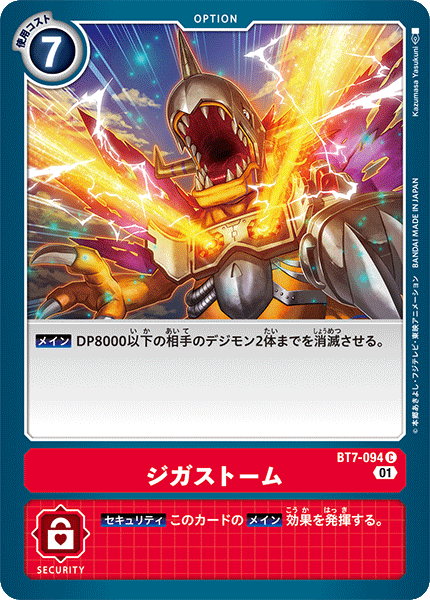 OPTION
使用コスト
7
Kazumasa Yasukuni
BANDAI MADE IN JAPAN
©本郷あきよし・フジテレビ・東映アニメーション
メイン DP8000以下の相手のデジモン2体までを消滅させる。
BT7-094 C
ジガストーム
01
セキュリティ このカードの メイン 効果を発揮する。
SECURITY